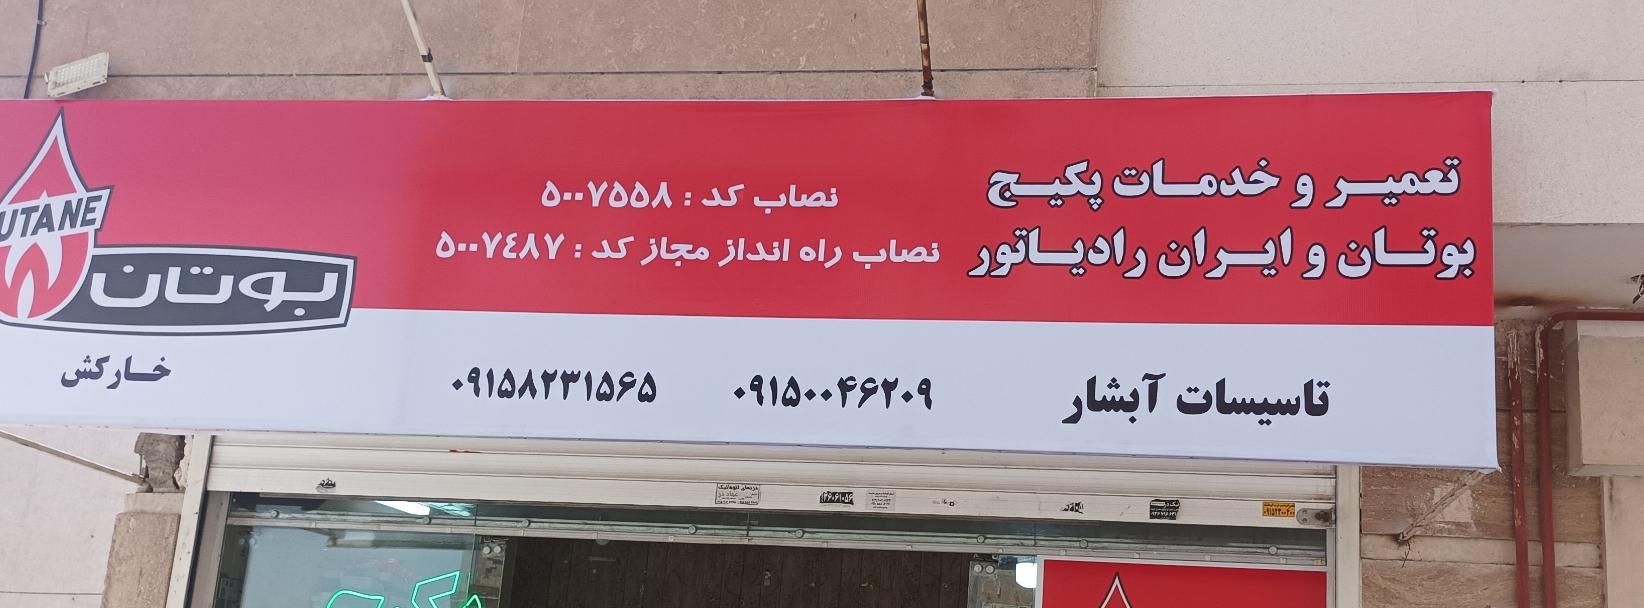 تعمیر و خدمات پکیج
بوتان و ایران رادیاتور
نصاب کد : ۵۰۰۷۵۵۸
نصاب راه انداز مجاز کد : ۵۰۰۷۴۸۷
UTANE
بوتان
تاسیسات آبشار
۰۹۱۵۰۰۴۶۲۰۹
۰۹۱۵۸۲۳۱۵۶۵
خارکش